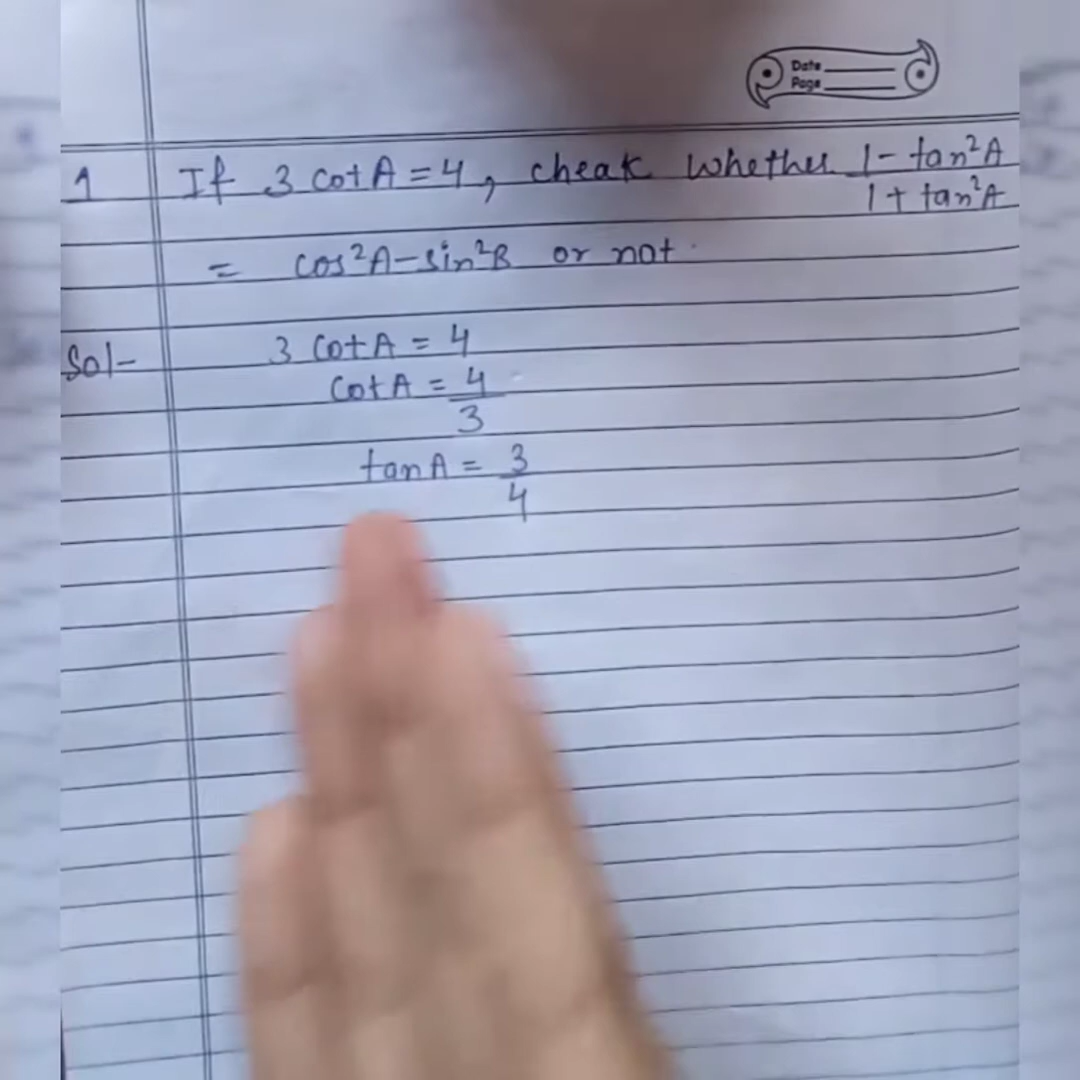 Date
Page
1 If 3 cot A = 4, cheak whether 1 - tan²A / 1 + tan²A
= cos²A - sin²B or not.
Sol- 3 cot A = 4
cot A = 4/3
tan A = 3/4